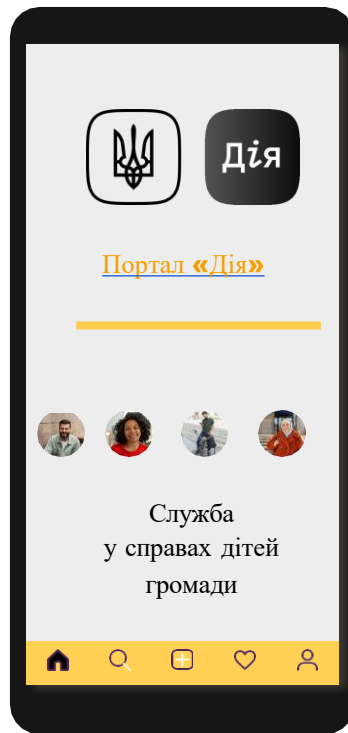 Дія
Портал «Дія»
Служба
у справах дітей
громади